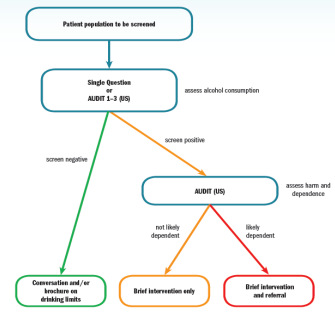 Patient population to be screened
Single Question
or
AUDIT 1–3 (US)
assess alcohol consumption
screen positive
screen negative
AUDIT (US)
assess harm and
dependence
not likely
dependent
likely
dependent
Conversation and/or
brochure on
drinking limits
Brief intervention only
Brief intervention
and referral